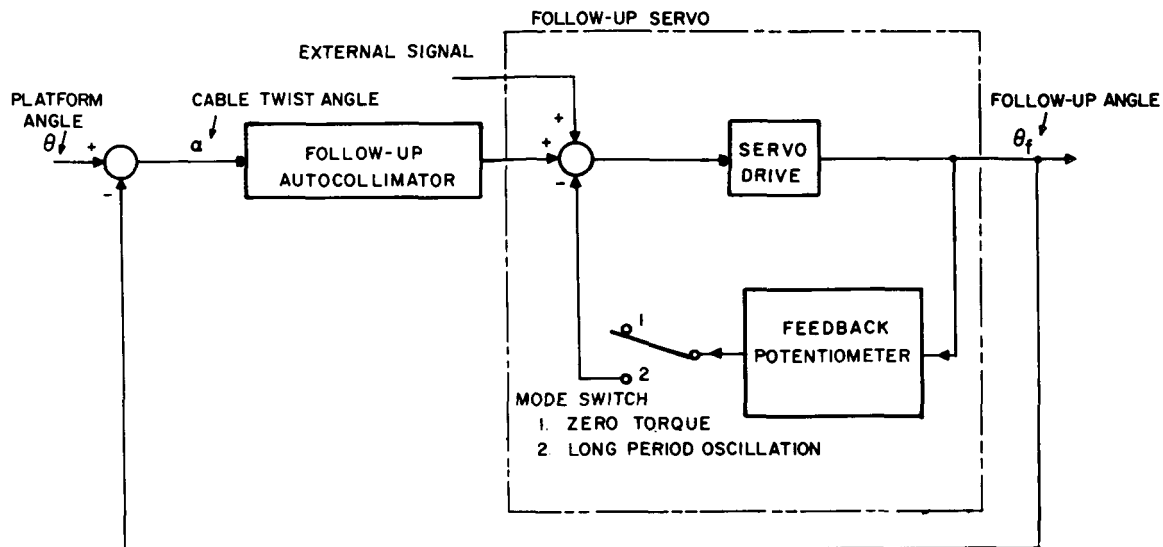 FOLLOW-UP SERVO
EXTERNAL SIGNAL
PLATFORM
ANGLE
θ
CABLE TWIST ANGLE
α
FOLLOW-UP
AUTOCOLLIMATOR
SERVO
DRIVE
FOLLOW-UP ANGLE
θf
+
-
+
+
-
1
2
FEEDBACK
POTENTIOMETER
MODE SWITCH
1. ZERO TORQUE
2. LONG PERIOD OSCILLATION